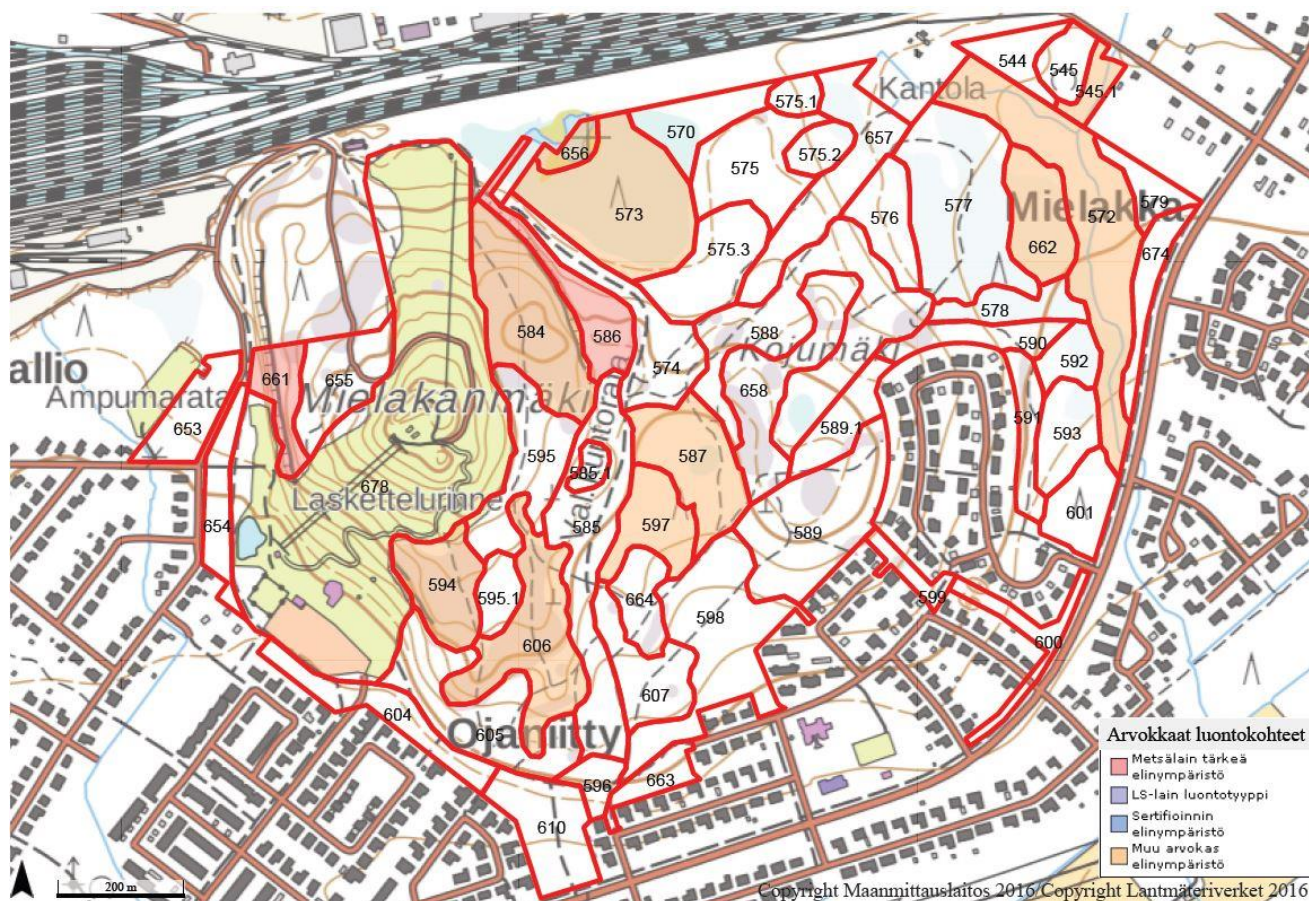 544
545
545.1
Kantola
575.1
570
657
656
575
575.2
573
576
577
Mielakka
572
579
662
674
575.3
584
586
578
588
590
574
Kojumäki
592
allio
661
655
Ampumarata
Mielakanmäki
658
591
653
589.1
593
587
595
585.1
678
Laskettelurinne
597
585
601
654
589
594
595.1
664
599
598
606
600
607
604
605
Ojaniitty
596
663
610
Arvokkaat luontokohteet
Metsälain tärkeä
elinympäristö
LS-lain luontotyyppi
Sertifioinnin
elinympäristö
Muu arvokas
elinympäristö
200 m
Copyright Maanmittauslaitos 2016/Copyright Lantmäteriverket 2016